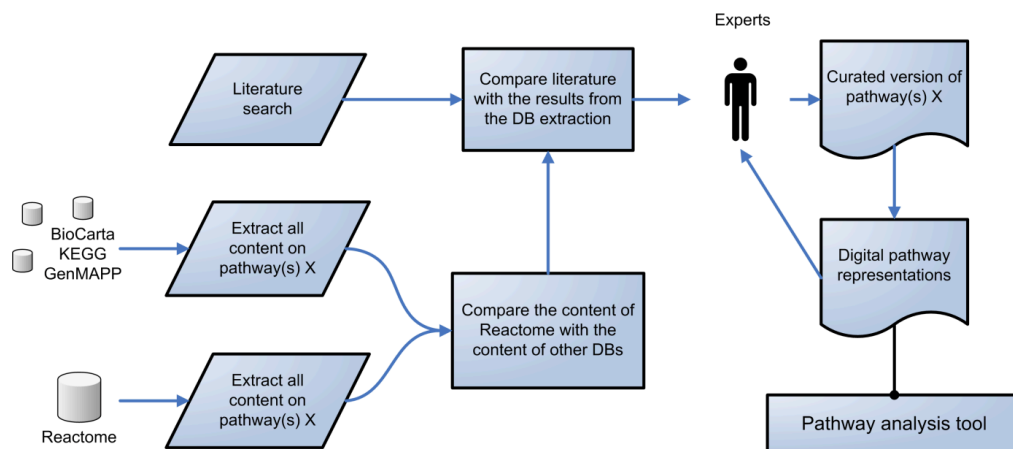 Experts
Literature
search
Compare literature
with the results from
the DB extraction
Curated version of
pathway(s) X
BioCarta
KEGG
GenMAPP
Extract all
content on
pathway(s) X
Digital pathway
representations
Compare the content of
Reactome with the
content of other DBs
Reactome
Extract all
content on
pathway(s) X
Pathway analysis tool